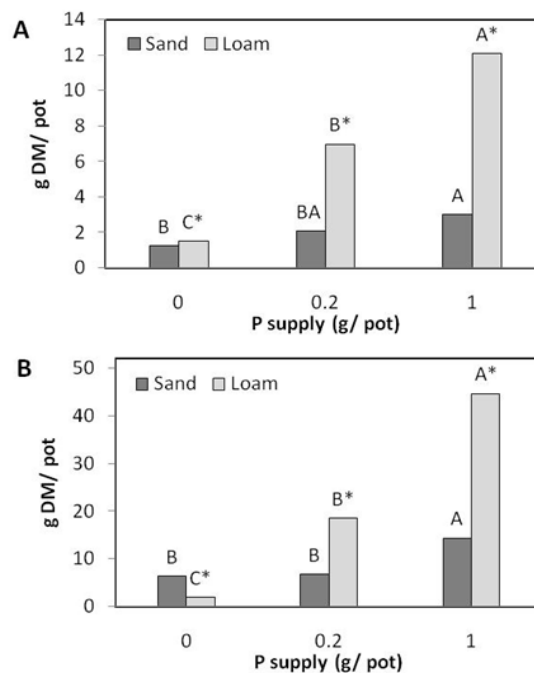 A
14
12
10
8
6
4
2
0
g DM/ pot
Sand Loam
B
C*
BA
B*
A
A*
0 0.2 1
P supply (g/ pot)
B
50
40
30
20
10
0
g DM/ pot
Sand Loam
B
C*
B
B*
A
A*
0 0.2 1
P supply (g/ pot)